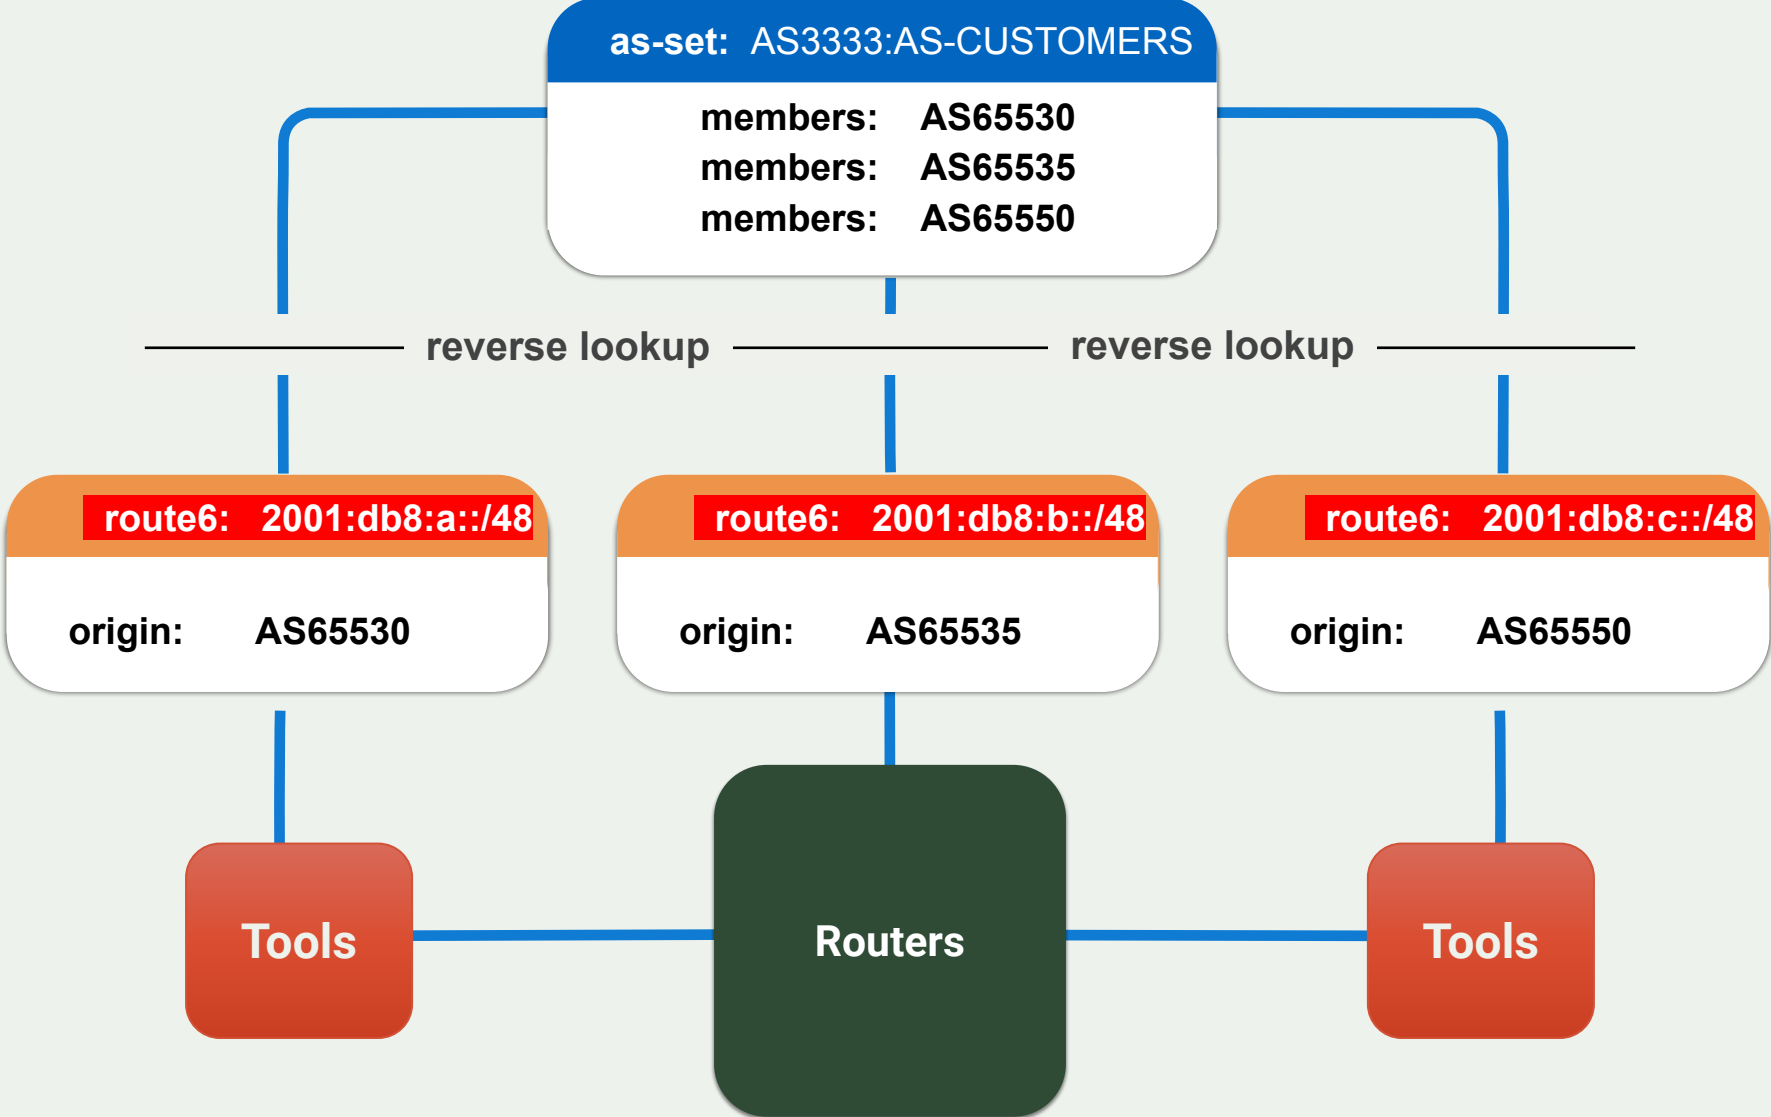 as-set: AS3333:AS-CUSTOMERS
members: AS65530
members: AS65535
members: AS65550
reverse lookup
reverse lookup
route6: 2001:db8:a::/48
origin: AS65530
route6: 2001:db8:b::/48
origin: AS65535
route6: 2001:db8:c::/48
origin: AS65550
Tools
Routers
Tools